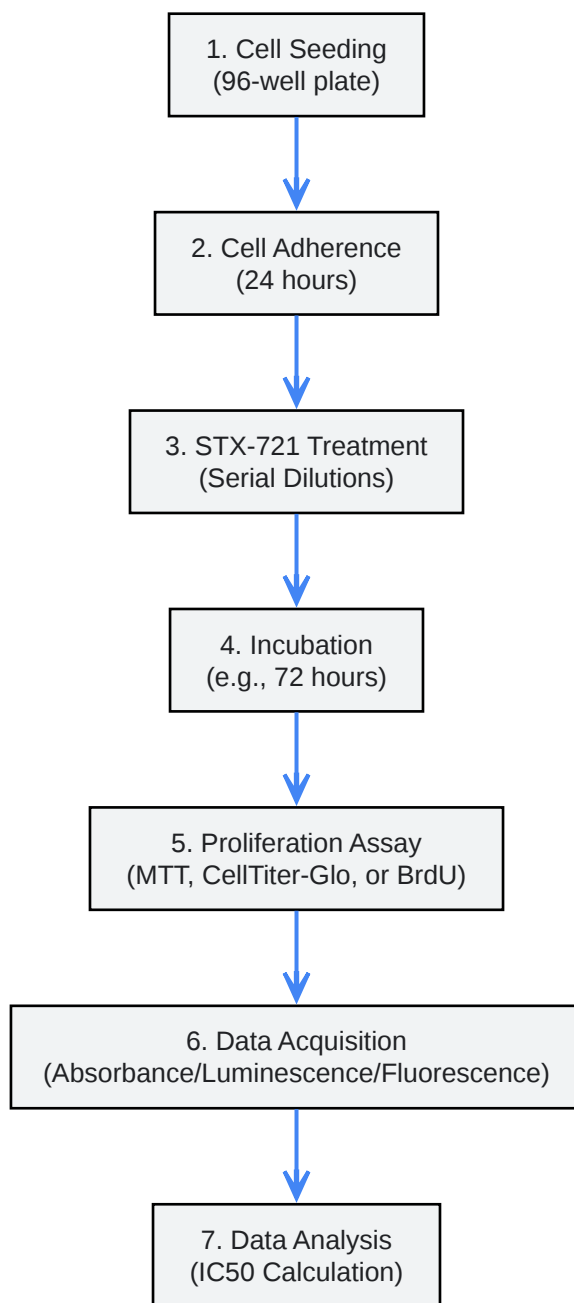 1. Cell Seeding
(96-well plate)
2. Cell Adherence
(24 hours)
3. STX-721 Treatment
(Serial Dilutions)
4. Incubation
(e.g., 72 hours)
5. Proliferation Assay
(MTT, CellTiter-Glo, or BrdU)
6. Data Acquisition
(Absorbance/Luminescence/Fluorescence)
7. Data Analysis
(IC50 Calculation)